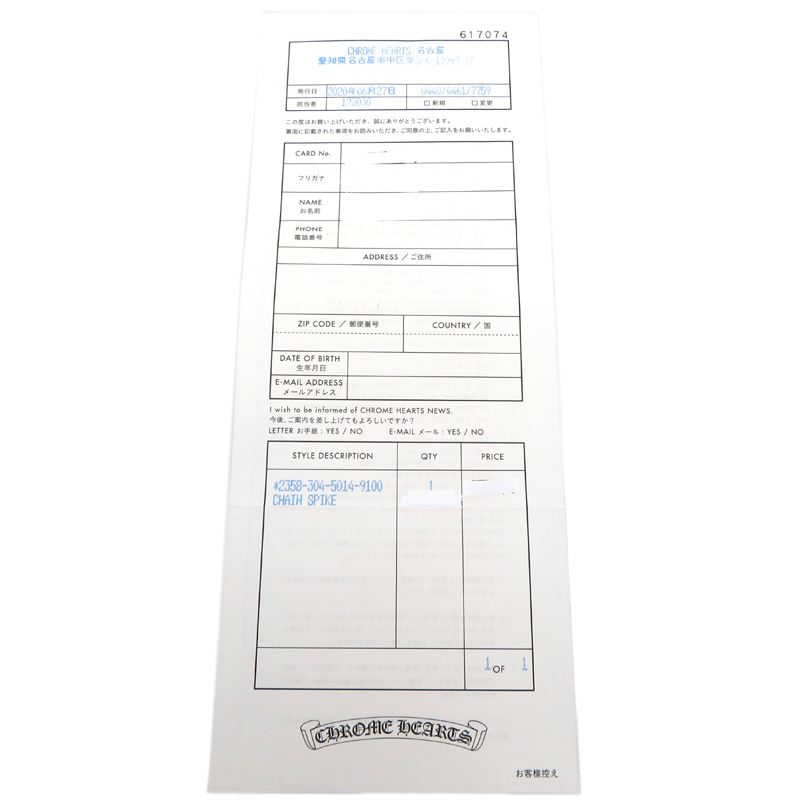 617074
CHROME HEARTS 名古屋
愛知県名古屋市中区栄
発行日 2020年06月27日 0440/4461/7759
担当者 □新規 □変更
この度はお買い上げいただき、誠にありがとうございます。
裏面に記載された事項をお読みいただき、ご同意の上、ご記入をお願いいたします。
CARD No.
フリガナ
NAME
お名前
PHONE
電話番号
ADDRESS / ご住所
ZIP CODE / 郵便番号 COUNTRY / 国
DATE OF BIRTH
生年月日
E-MAIL ADDRESS
メールアドレス
I wish to be informed of CHROME HEARTS NEWS.
今後、ご案内を差し上げてもよろしいですか?
LETTER お手紙 : YES / NO E-MAiL メール : YES / NO
STYLE DESCRIPTION QTY PRICE
*2358-304-5014-9100 1
CHAIN SPIKE
1 OF 1
CHROME HEARTS
お客様控え